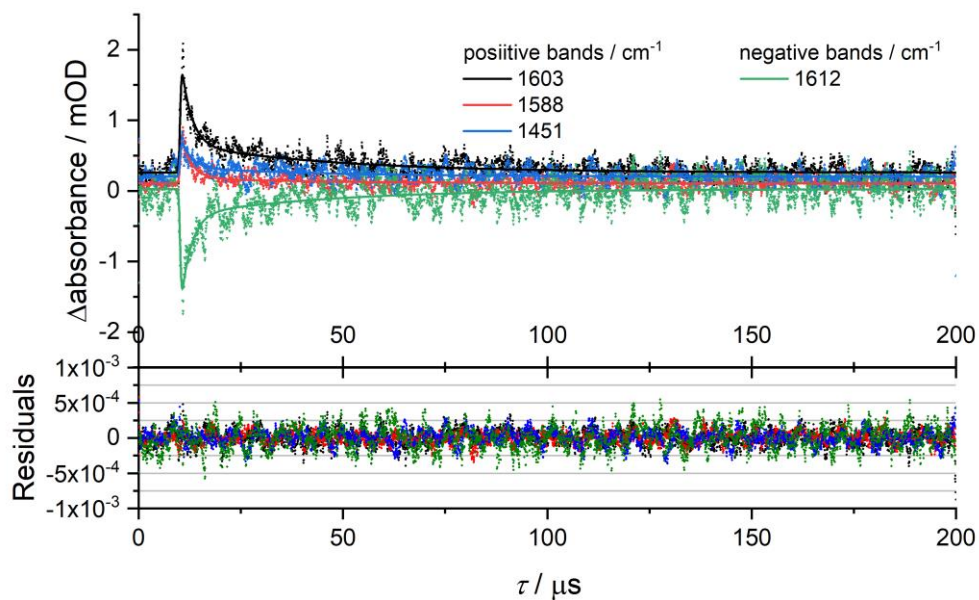 posiitive bands / cm⁻¹
1603
1588
1451
negative bands / cm⁻¹
1612
Δabsorbance / mOD
2
1
0
-1
-2
0 50 100 150 200
Residuals
1x10⁻³
5x10⁻⁴
0
-5x10⁻⁴
-1x10⁻³
0 50 100 150 200
τ / μs